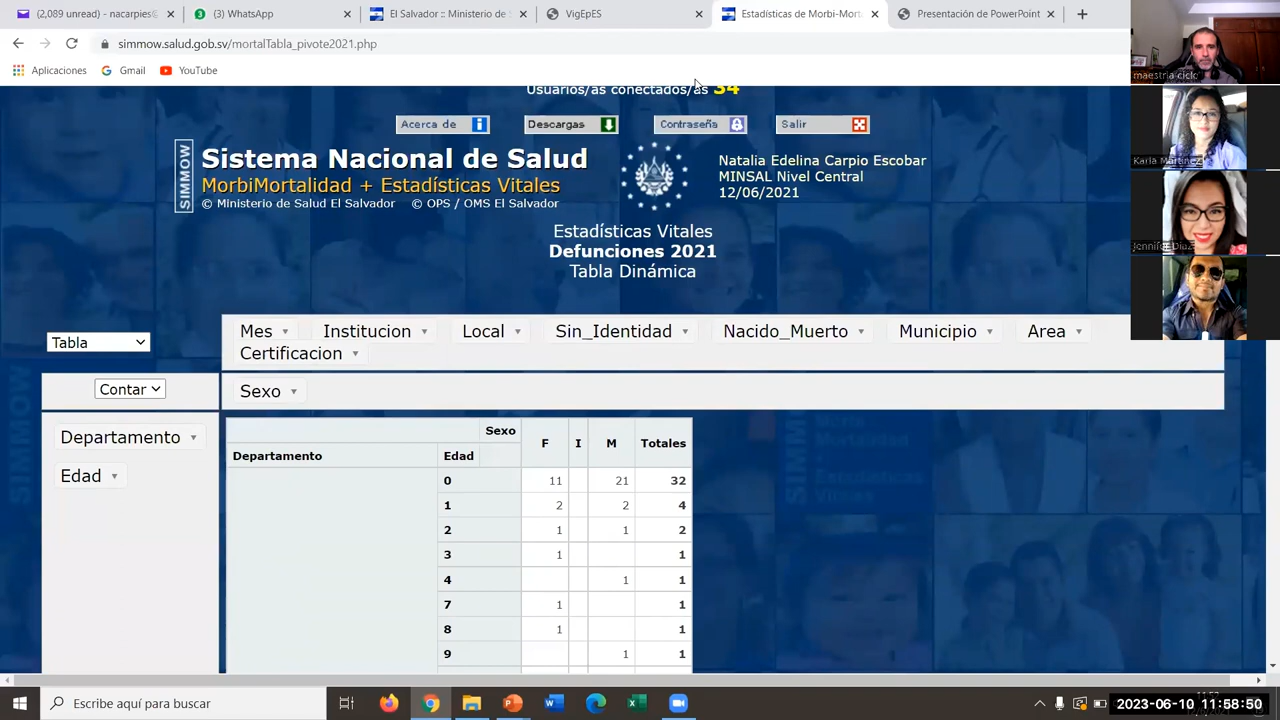 (2,089 unread) - nacarpies@
(3) WhatsApp
El Salvador :: Ministerio de S
VigEpES
Estadísticas de Morbi-Mort
Presentación de PowerPoint
simmow.salud.gob.sv/mortalTabla_pivote2021.php
Aplicaciones
Gmail
YouTube
maestria ciclo
Karla Martinez
Jennifer Diaz
Usuarios/as conectados/as 34
Acerca de
Descargas
Contraseña
Salir
SIMMOW
Sistema Nacional de Salud
MorbiMortalidad + Estadísticas Vitales
© Ministerio de Salud El Salvador © OPS / OMS El Salvador
Natalia Edelina Carpio Escobar
MINSAL Nivel Central
12/06/2021
Estadísticas Vitales
Defunciones 2021
Tabla Dinámica
Tabla
Mes Institucion Local Sin_Identidad Nacido_Muerto Municipio Area
Certificacion
Contar
Sexo
Departamento
Edad
Sexo F I M Totales
Departamento Edad
0 11 21 32
1 2 2 4
2 1 1 2
3 1 1
4 1 1
7 1 1
8 1 1
9 1 1
Escribe aquí para buscar
2023-06-10 11:58:50